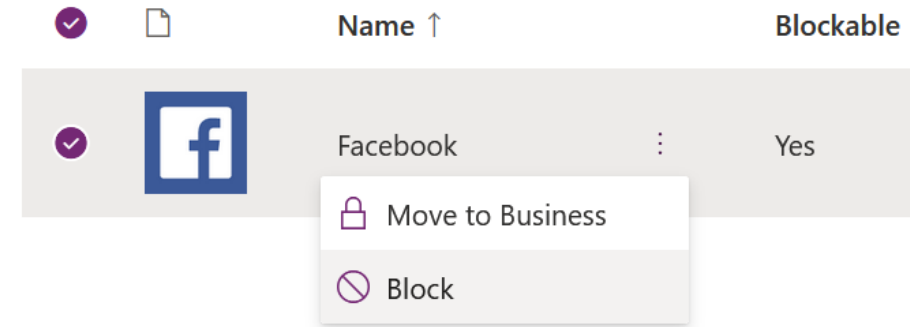 Name ↑ Blockable
Facebook ⋮ Yes
Move to Business
Block